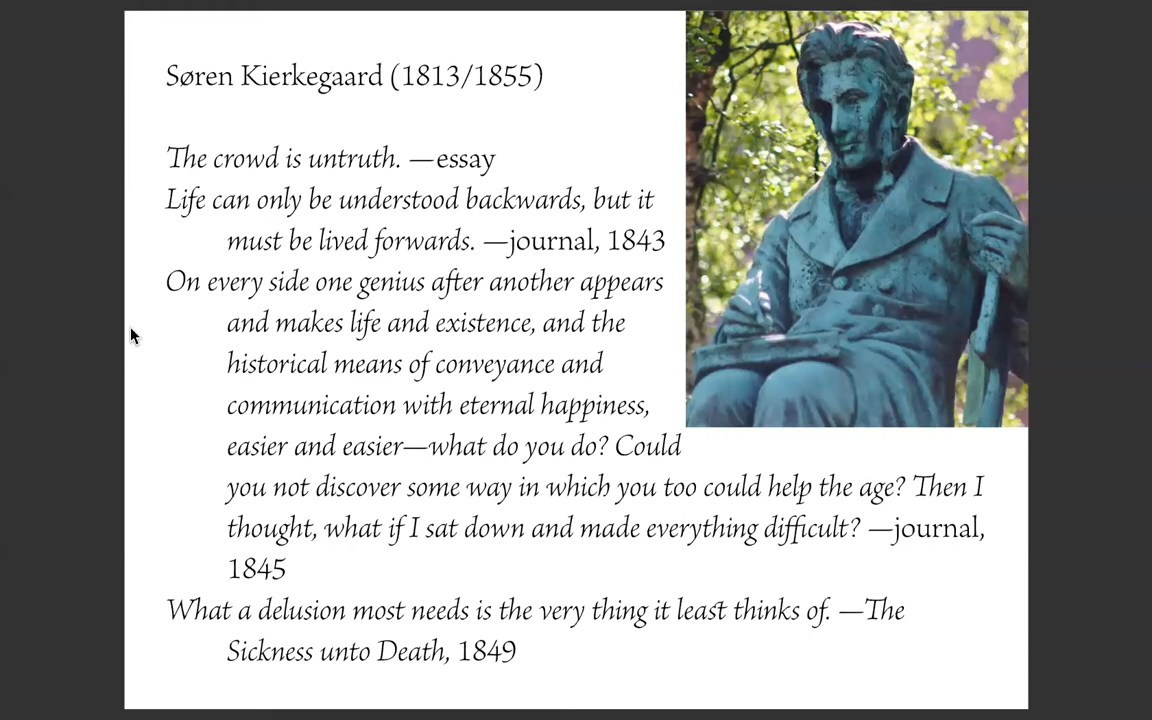 Søren Kierkegaard (1813/1855)
The crowd is untruth. —essay
Life can only be understood backwards, but it
must be lived forwards. —journal, 1843
On every side one genius after another appears
and makes life and existence, and the
historical means of conveyance and
communication with eternal happiness,
easier and easier—what do you do? Could
you not discover some way in which you too could help the age? Then I
thought, what if I sat down and made everything difficult? —journal,
1845
What a delusion most needs is the very thing it least thinks of. —The
Sickness unto Death, 1849